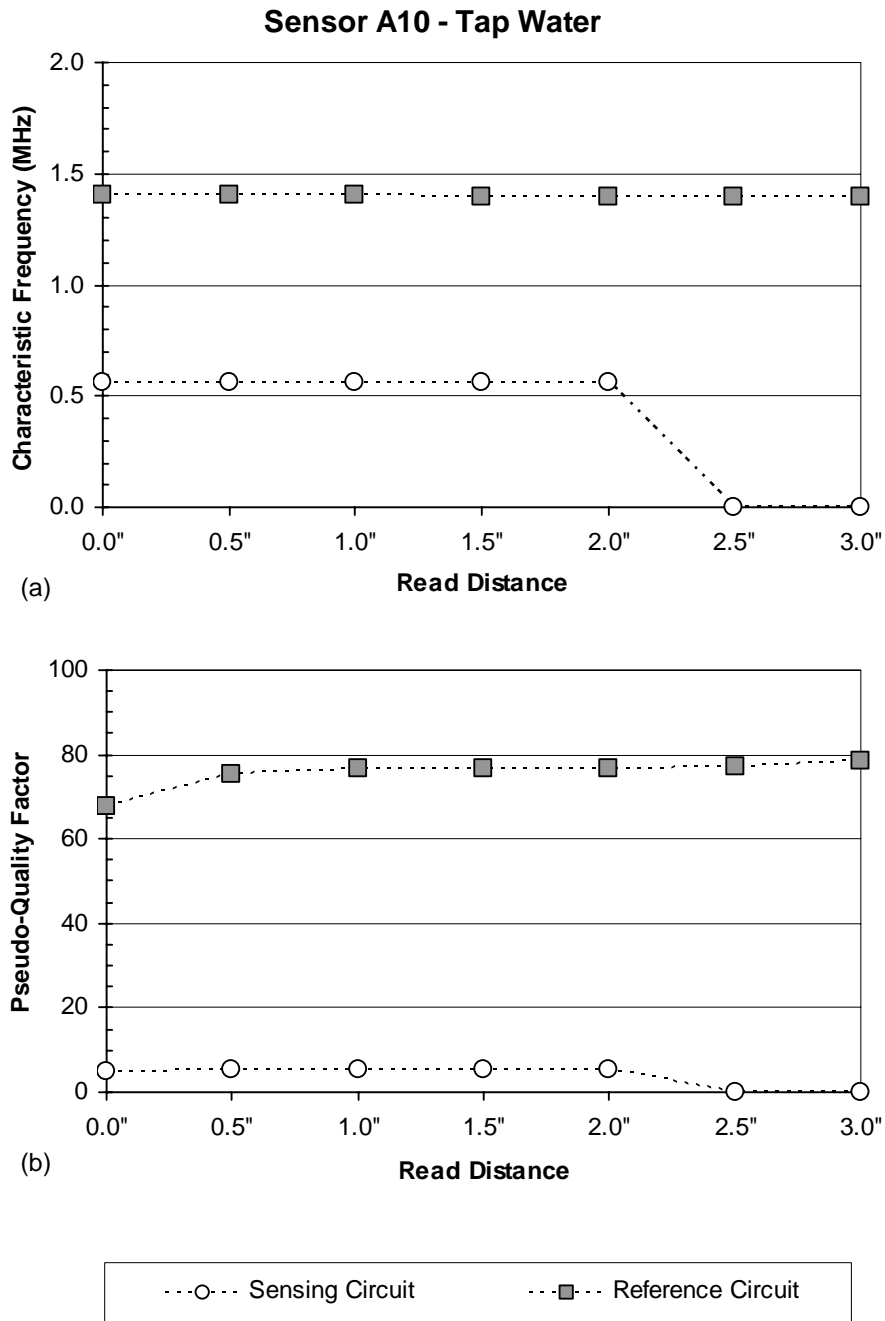 Sensor A10 - Tap Water
Characteristic Frequency (MHz)
2.0
1.5
1.0
0.5
0.0
0.0" 0.5" 1.0" 1.5" 2.0" 2.5" 3.0"
Read Distance
(a)
Pseudo-Quality Factor
100
80
60
40
20
0
0.0" 0.5" 1.0" 1.5" 2.0" 2.5" 3.0"
Read Distance
(b)
Sensing Circuit Reference Circuit